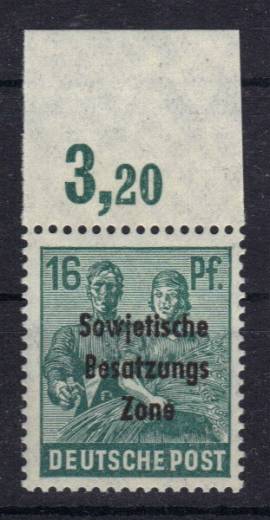 3,20
16 Pf.
Sowjetische
Besatzungs
Zone
DEUTSCHE POST